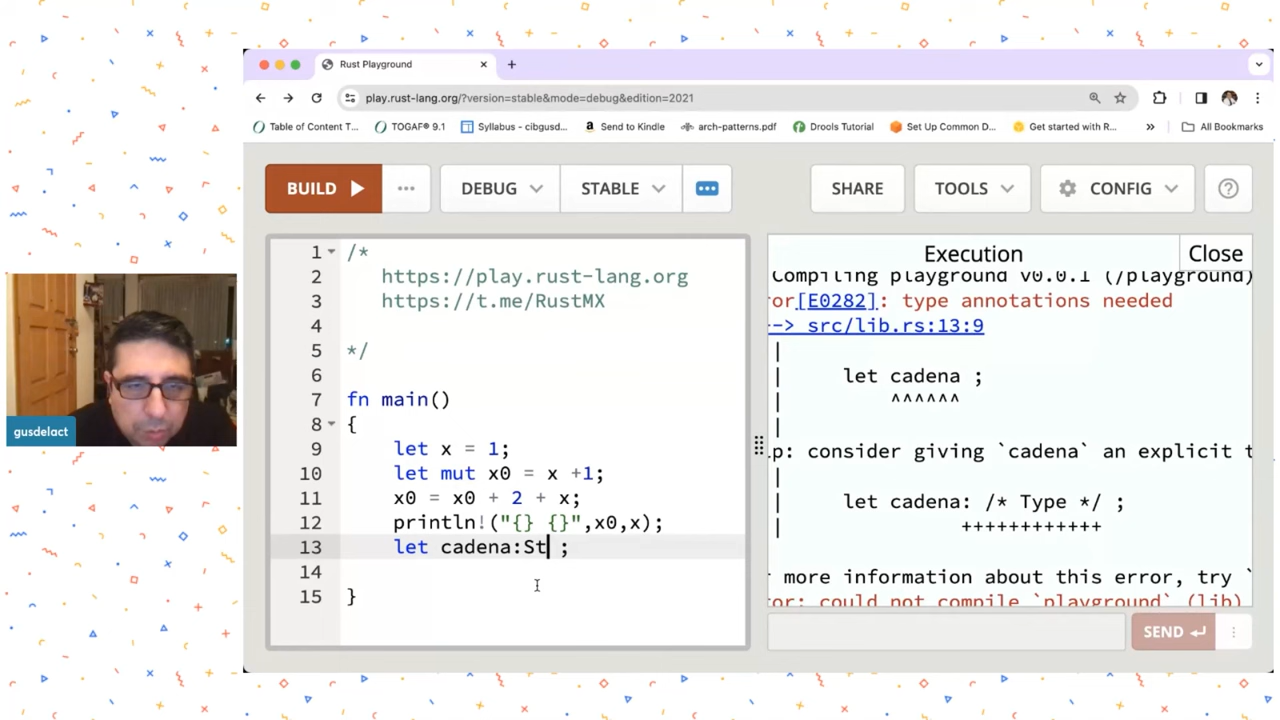 Rust Playground
play.rust-lang.org/?version=stable&mode=debug&edition=2021
Table of Content T...
TOGAF® 9.1
Syllabus - cibgusd...
Send to Kindle
arch-patterns.pdf
Drools Tutorial
Set Up Common D...
Get started with R...
All Bookmarks
BUILD
DEBUG
STABLE
SHARE
TOOLS
CONFIG
1 /*
2 https://play.rust-lang.org
3 https://t.me/RustMX
4
5 */
6
7 fn main()
8 {
9 let x = 1;
10 let mut x0 = x +1;
11 x0 = x0 + 2 + x;
12 println!("{} {}",x0,x);
13 let cadena:St ;
14
15 }
Execution
Close
Compiling playground v0.0.1 (/playground)
ror[E0282]: type annotations needed
--> src/lib.rs:13:9
|
| let cadena ;
| ^^^^^^
|
lp: consider giving `cadena` an explicit t
|
| let cadena: /* Type */ ;
| ++++++++++++
r more information about this error, try `
ror: could not compile `playground` (lib)
SEND
gusdelact